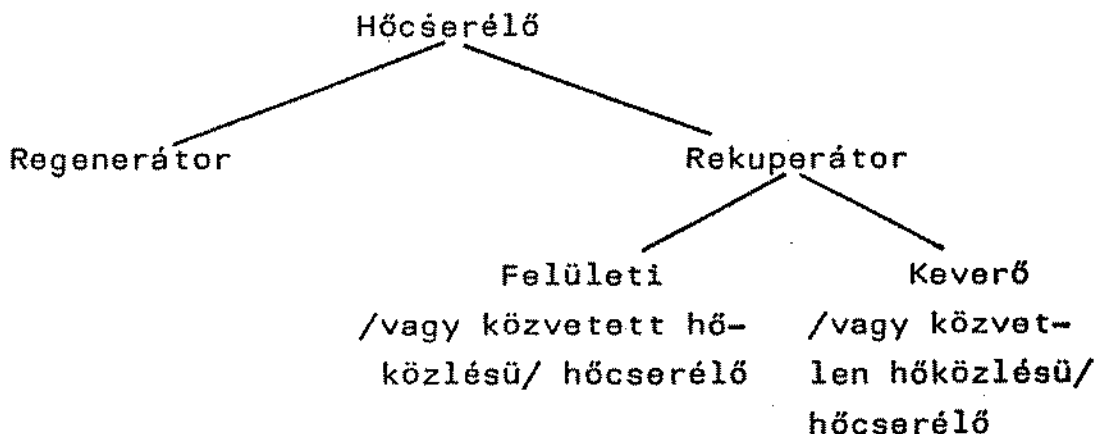 Hőcserélő
Regenerátor
Rekuperátor
Felületi
/vagy közvetett hő-
közlésü/ hőcserélő
Keverő
/vagy közvet-
len hőközlésü/
hőcserélő